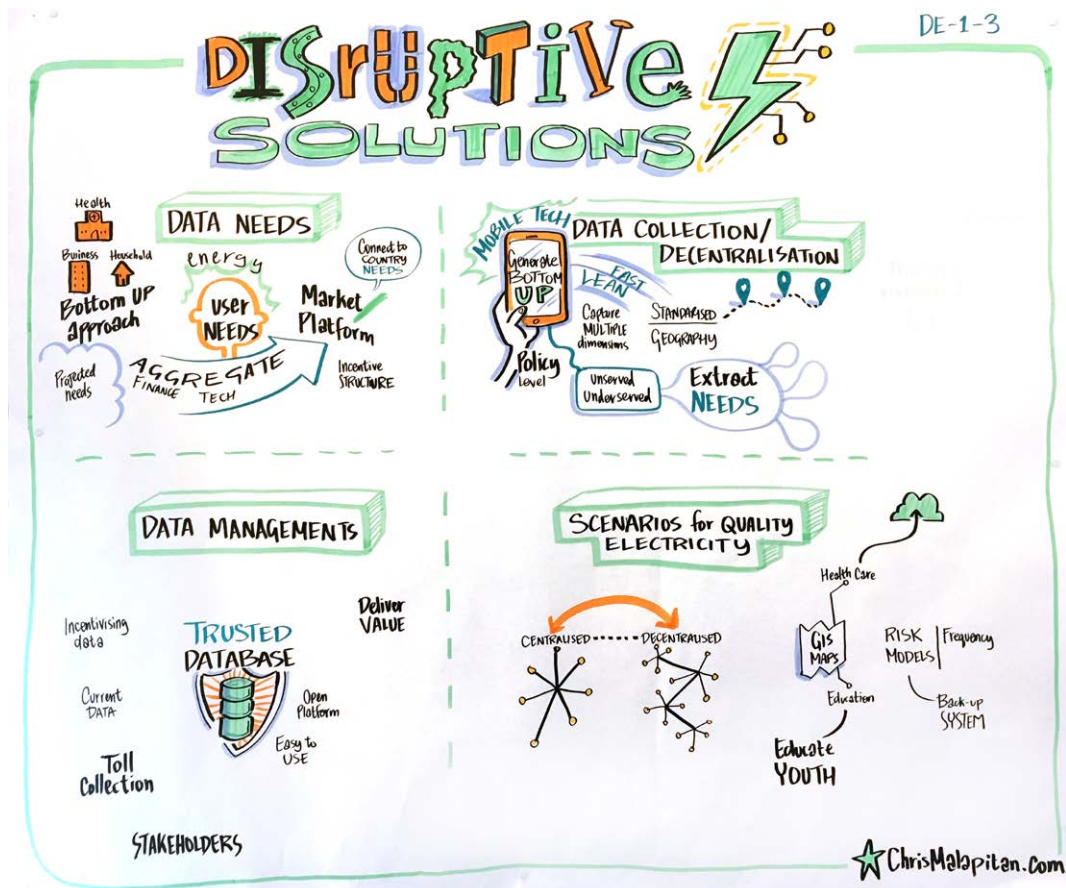 DE-1-3
DISRUPTIVE
SOLUTIONS
DATA NEEDS
Health
Business
Household
Bottom UP
approach
energy
User
NEEDS
Connect to
COUNTRY
NEEDS
Market
Platform
Projected
needs
AGGREGATE
FINANCE
TECH
Incentive
STRUCTURE
DATA COLLECTION/
DECENTRALISATION
MOBILE TECH
Generate
BOTTOM
UP
FAST
LEAN
Capture
MULTIPLE
dimensions
STANDARISED
GEOGRAPHY
Policy
level
Unserved
Underserved
Extract
NEEDS
DATA MANAGEMENTS
Incentivising
data
TRUSTED
DATABASE
Deliver
VALUE
Current
DATA
Open
Platform
Easy to
USE
Toll
Collection
STAKEHOLDERS
SCENARIOS for QUALITY
ELECTRICITY
CENTRALISED
DECENTRALISED
Health Care
GIS
MAPS
RISK
MODELS
Frequency
Education
Back-up
SYSTEM
Educate
YOUTH
ChrisMalapitan.com